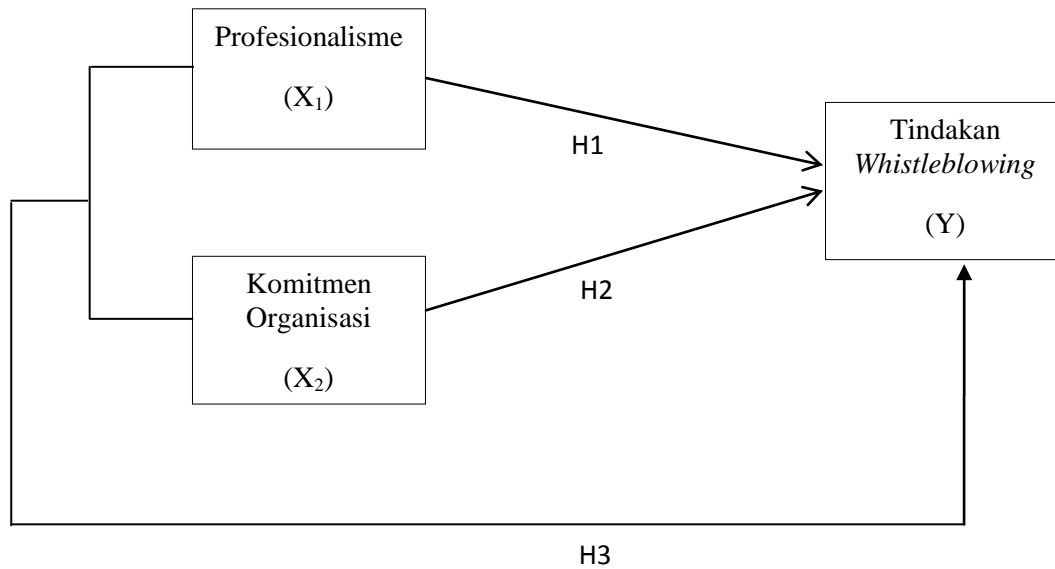 Profesionalisme
(X₁)
H1
Tindakan
Whistleblowing
(Y)
Komitmen
Organisasi
(X₂)
H2
H3